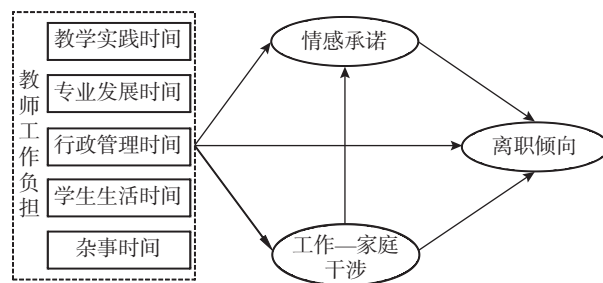 教师工作负担
教学实践时间
专业发展时间
行政管理时间
学生生活时间
杂事时间
情感承诺
离职倾向
工作—家庭
干涉